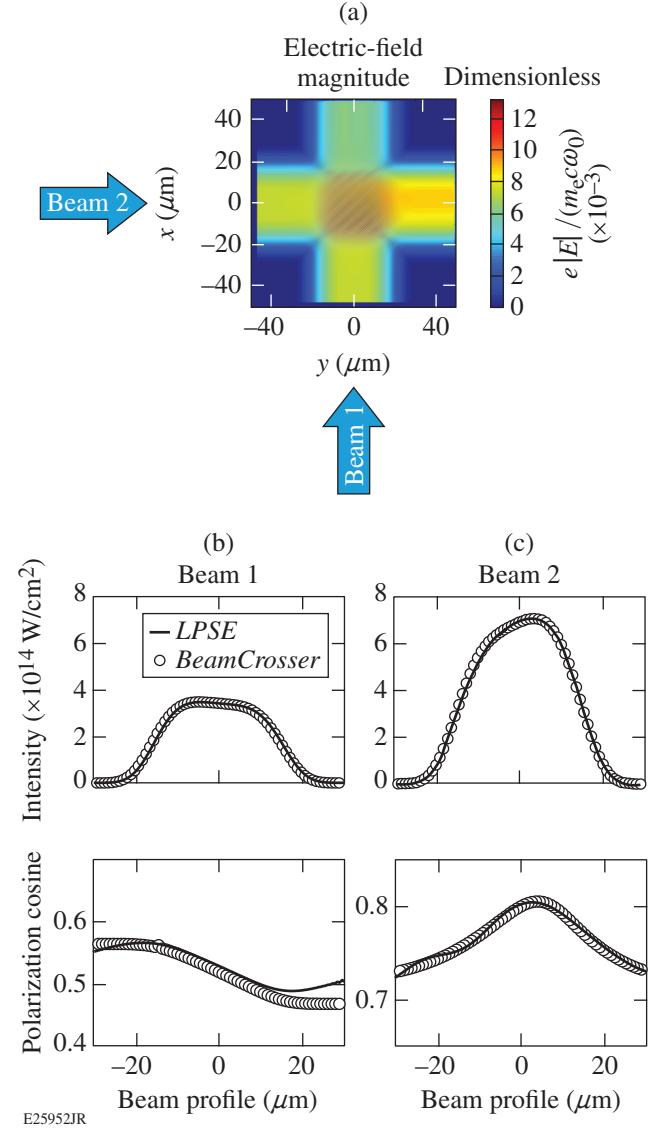 (a)
Electric-field
magnitude
Dimensionless
40
20
0
–20
–40
x (μm)
–40 0 40
y (μm)
12
10
8
6
4
2
0
e |E| / (mₑcω₀)
(×10⁻³)
Beam 2
Beam 1
(b)
Beam 1
(c)
Beam 2
Intensity (×10¹⁴ W/cm²)
8
6
4
2
0
LPSE
BeamCrosser
8
6
4
2
0
Polarization cosine
0.6
0.5
0.4
0.8
0.7
–20 0 20
Beam profile (μm)
–20 0 20
Beam profile (μm)
E25952JR